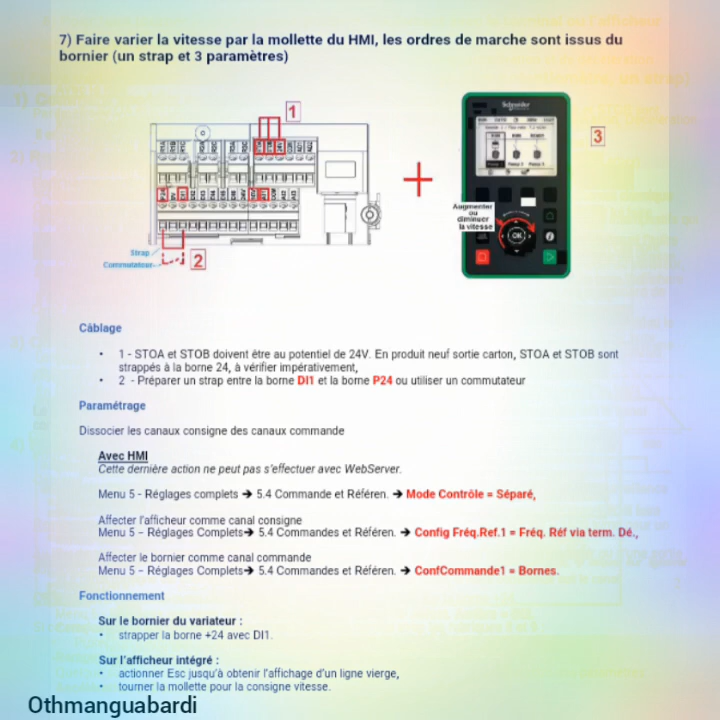 7) Faire varier la vitesse par la mollette du HMI, les ordres de marche sont issus du
bornier (un strap et 3 paramètres)
1
3
Schneider
Augmenter
ou
diminuer
la vitesse
OK
Strap
Commutateur
2
Câblage
• 1 - STOA et STOB doivent être au potentiel de 24V. En produit neuf sortie carton, STOA et STOB sont
strappés à la borne 24, à vérifier impérativement,
• 2 - Préparer un strap entre la borne DI1 et la borne P24 ou utiliser un commutateur
Paramétrage
Dissocier les canaux consigne des canaux commande
Avec HMI
Cette dernière action ne peut pas s'effectuer avec WebServer.
Menu 5 - Réglages complets ➔ 5.4 Commande et Référen. ➔ Mode Contrôle = Séparé,
Affecter l'afficheur comme canal consigne
Menu 5 – Réglages Complets➔ 5.4 Commandes et Référen. ➔ Config Fréq.Ref.1 = Fréq. Réf via term. Dé.,
Affecter le bornier comme canal commande
Menu 5 – Réglages Complets➔ 5.4 Commandes et Référen. ➔ ConfCommande1 = Bornes.
Fonctionnement
Sur le bornier du variateur :
• strapper la borne +24 avec DI1.
Sur l'afficheur intégré :
• actionner Esc jusqu'à obtenir l'affichage d'un ligne vierge,
• tourner la mollette pour la consigne vitesse.
Othmanguabardi